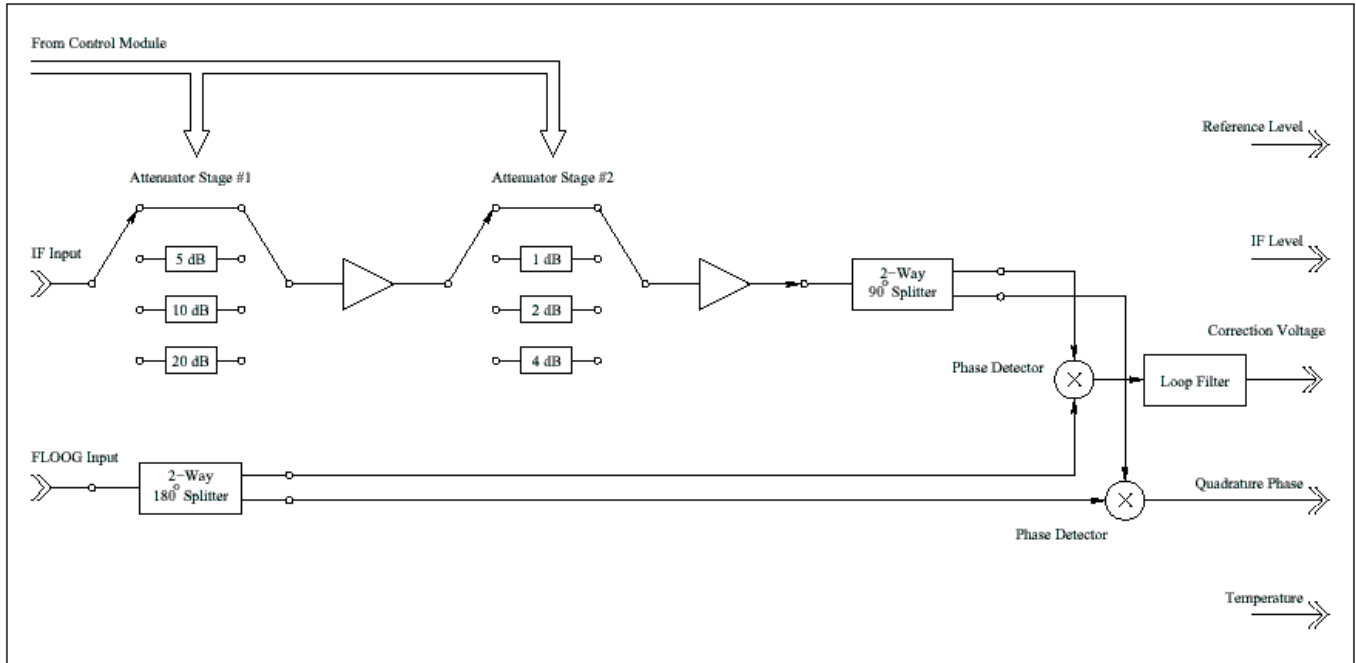 From Control Module
Reference Level
Attenuator Stage #1
Attenuator Stage #2
IF Input
5 dB
1 dB
IF Level
2−Way
90° Splitter
10 dB
2 dB
Correction Voltage
20 dB
4 dB
Phase Detector
Loop Filter
FLOOG Input
2−Way
180° Splitter
Quadrature Phase
Phase Detector
Temperature